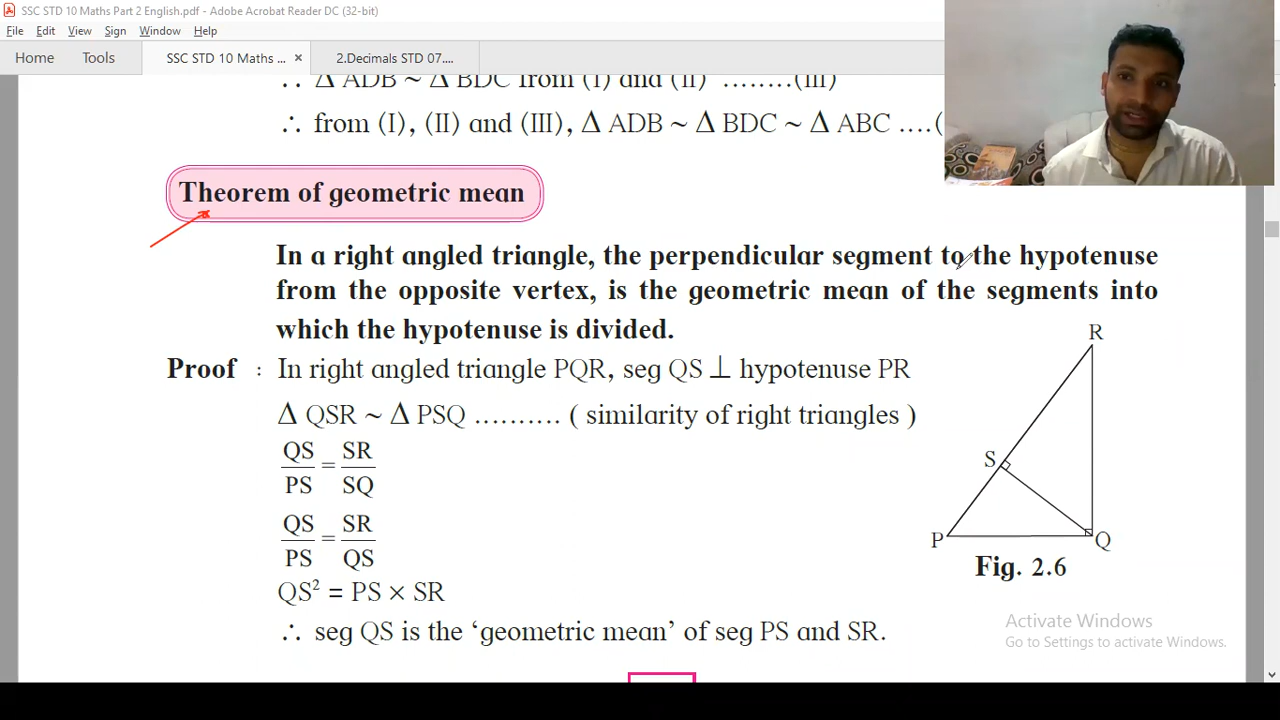 SSC STD 10 Maths Part 2 English.pdf - Adobe Acrobat Reader DC (32-bit)
File Edit View Sign Window Help
Home Tools SSC STD 10 Maths ... × 2.Decimals STD 07....
∴ Δ ADB ~ Δ BDC from (I) and (II) ........(III)
∴ from (I), (II) and (III), Δ ADB ~ Δ BDC ~ Δ ABC ....(
Theorem of geometric mean
In a right angled triangle, the perpendicular segment to the hypotenuse
from the opposite vertex, is the geometric mean of the segments into
which the hypotenuse is divided.
Proof : In right angled triangle PQR, seg QS ⊥ hypotenuse PR
Δ QSR ~ Δ PSQ .......... ( similarity of right triangles )
QS/PS = SR/SQ
QS/PS = SR/QS
QS² = PS × SR
∴ seg QS is the ‘geometric mean’ of seg PS and SR.
R
S
P
Q
Fig. 2.6
Activate Windows
Go to Settings to activate Windows.